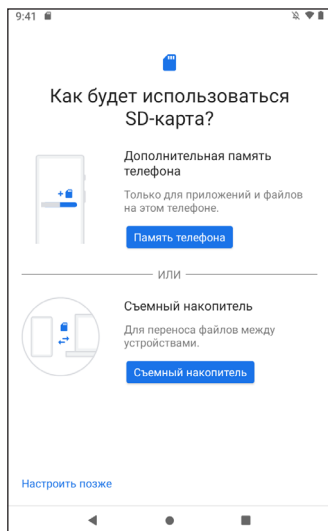 9:41
Как будет использоваться
SD-карта?
Дополнительная память
телефона
Только для приложений и файлов
на этом телефоне.
Память телефона
ИЛИ
Съемный накопитель
Для переноса файлов между
устройствами.
Съемный накопитель
Настроить позже